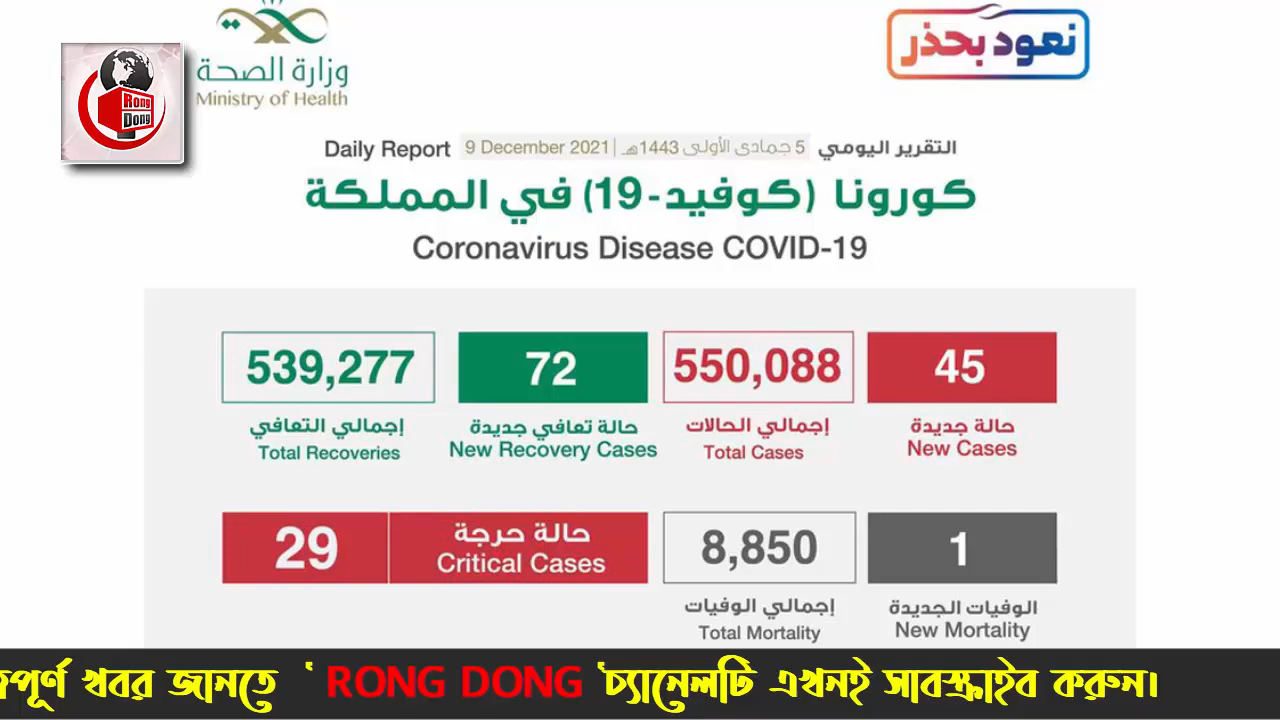 وزارة الصحة
Ministry of Health
نعود بحذر
Rong
Dong
Daily Report 9 December 2021 | 5 جمادى الأولى 1443هـ التقرير اليومي
كورونا (كوفيد-19) في المملكة
Coronavirus Disease COVID-19
539,277 72 550,088 45
إجمالي التعافي حالة تعافي جديدة إجمالي الحالات حالة جديدة
Total Recoveries New Recovery Cases Total Cases New Cases
29 حالة حرجة 8,850 1
Critical Cases
إجمالي الوفيات الوفيات الجديدة
Total Mortality New Mortality
খবর জানতে ‘ RONG DONG ‘চ্যানেলটি এখনই সাবস্ক্রাইব করুন।